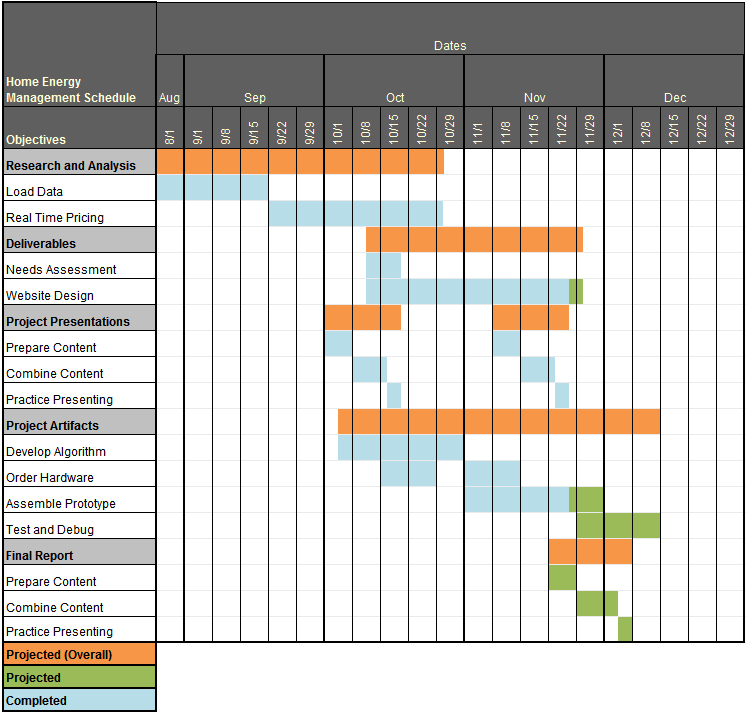 Dates
Home Energy
Management Schedule
Aug Sep Oct Nov Dec
Objectives
8/1 9/1 9/8 9/15 9/22 9/29 10/1 10/8 10/15 10/22 10/29 11/1 11/8 11/15 11/22 11/29 12/1 12/8 12/15 12/22 12/29
Research and Analysis
Load Data
Real Time Pricing
Deliverables
Needs Assessment
Website Design
Project Presentations
Prepare Content
Combine Content
Practice Presenting
Project Artifacts
Develop Algorithm
Order Hardware
Assemble Prototype
Test and Debug
Final Report
Prepare Content
Combine Content
Practice Presenting
Projected (Overall)
Projected
Completed